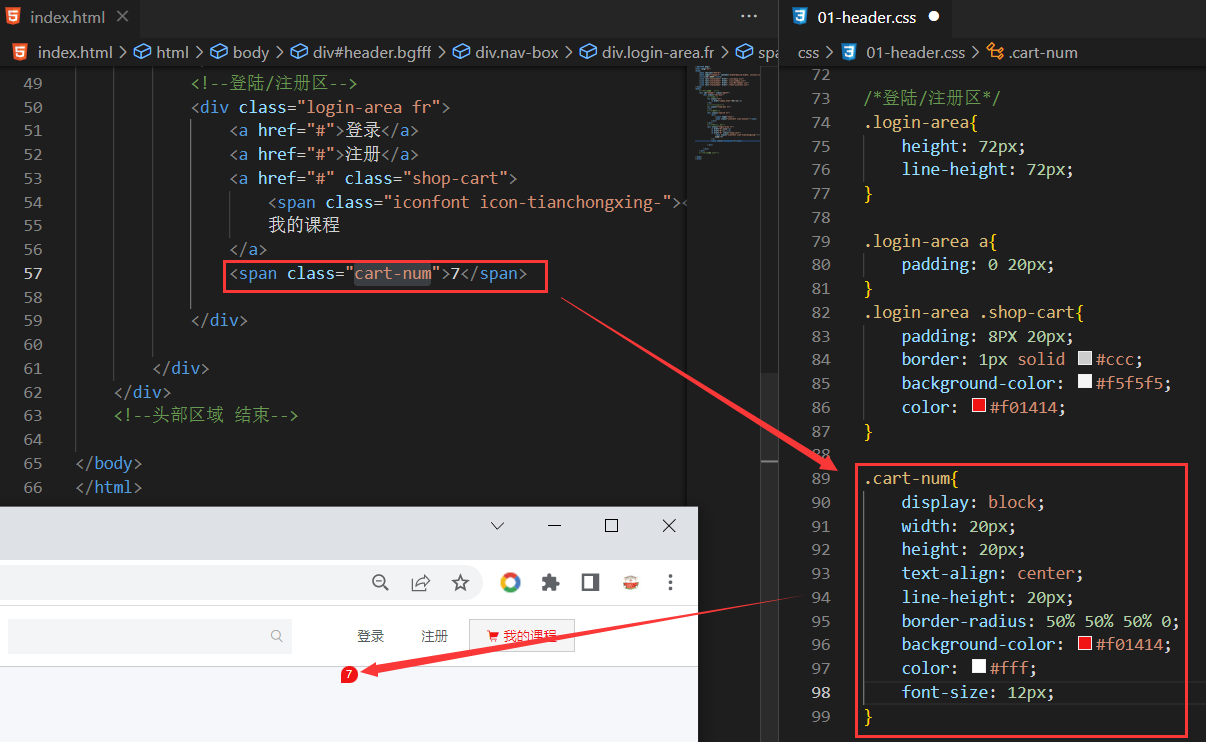 index.html
index.html > html > body > div#header.bgfff > div.nav-box > div.login-area.fr > spa
49 <!--登陆/注册区-->
50 <div class="login-area fr">
51 <a href="#">登录</a>
52 <a href="#">注册</a>
53 <a href="#" class="shop-cart">
54 <span class="iconfont icon-tianchongxing-"><
55 我的课程
56 </a>
57 <span class="cart-num">7</span>
58
59 </div>
60
61 </div>
62 </div>
63 <!--头部区域 结束-->
64
65 </body>
66 </html>
登录 注册 我的课程
7
01-header.css
css > 01-header.css > .cart-num
72
73 /*登陆/注册区*/
74 .login-area{
75 height: 72px;
76 line-height: 72px;
77 }
78
79 .login-area a{
80 padding: 0 20px;
81 }
82 .login-area .shop-cart{
83 padding: 8PX 20px;
84 border: 1px solid #ccc;
85 background-color: #f5f5f5;
86 color: #f01414;
87 }
88
89 .cart-num{
90 display: block;
91 width: 20px;
92 height: 20px;
93 text-align: center;
94 line-height: 20px;
95 border-radius: 50% 50% 50% 0;
96 background-color: #f01414;
97 color: #fff;
98 font-size: 12px;
99 }